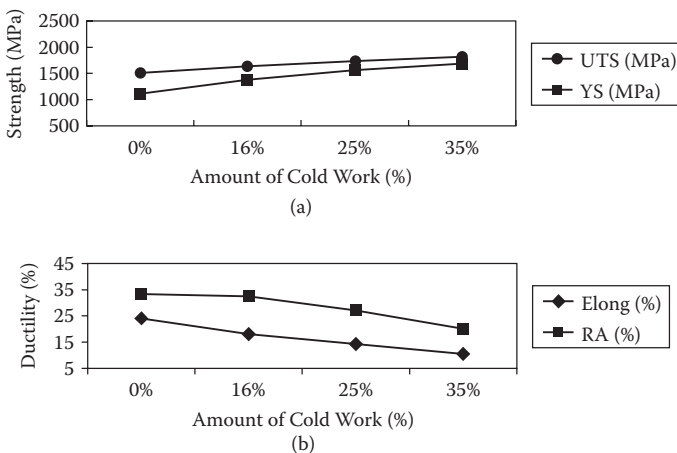 Strength (MPa)
2500
2000
1500
1000
500
0% 16% 25% 35%
Amount of Cold Work (%)
(a)
UTS (MPa)
YS (MPa)
Ductility (%)
45
35
25
15
5
0% 16% 25% 35%
Amount of Cold Work (%)
(b)
Elong (%)
RA (%)